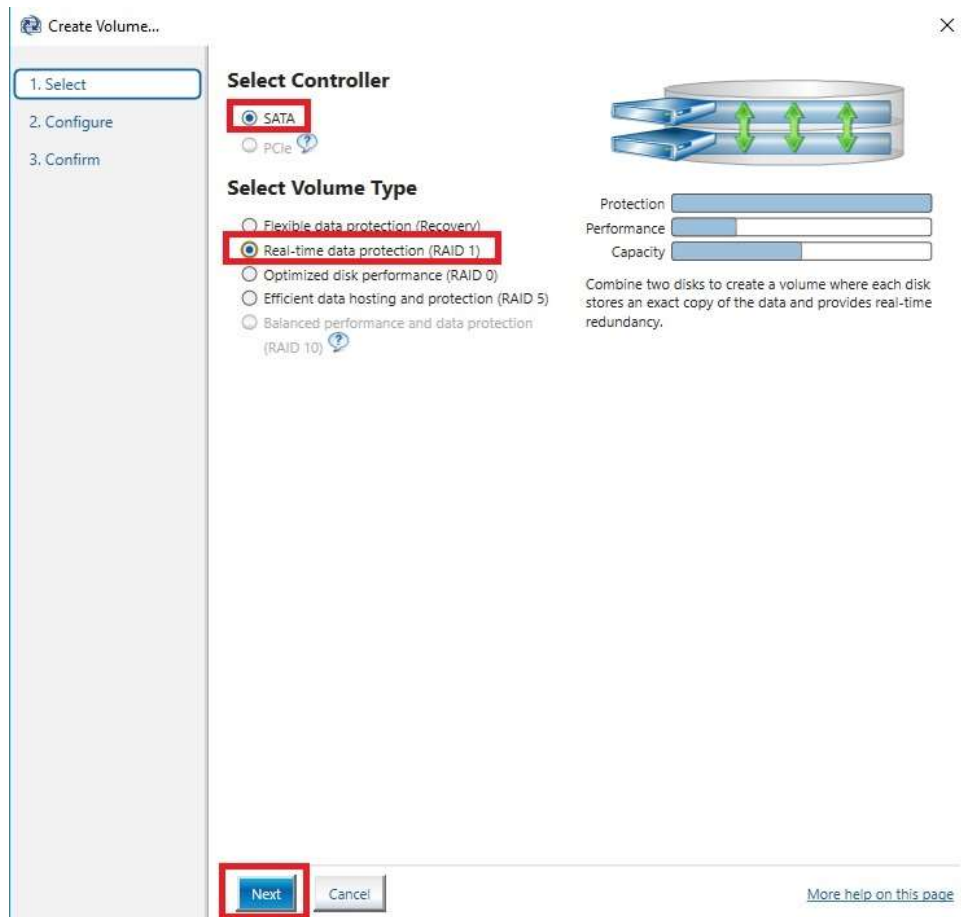 Create Volume...
1. Select
2. Configure
3. Confirm
Select Controller
SATA
PCIe
Select Volume Type
Flexible data protection (Recovery)
Real-time data protection (RAID 1)
Optimized disk performance (RAID 0)
Efficient data hosting and protection (RAID 5)
Balanced performance and data protection
(RAID 10)
Protection
Performance
Capacity
Combine two disks to create a volume where each disk
stores an exact copy of the data and provides real-time
redundancy.
Next
Cancel
More help on this page